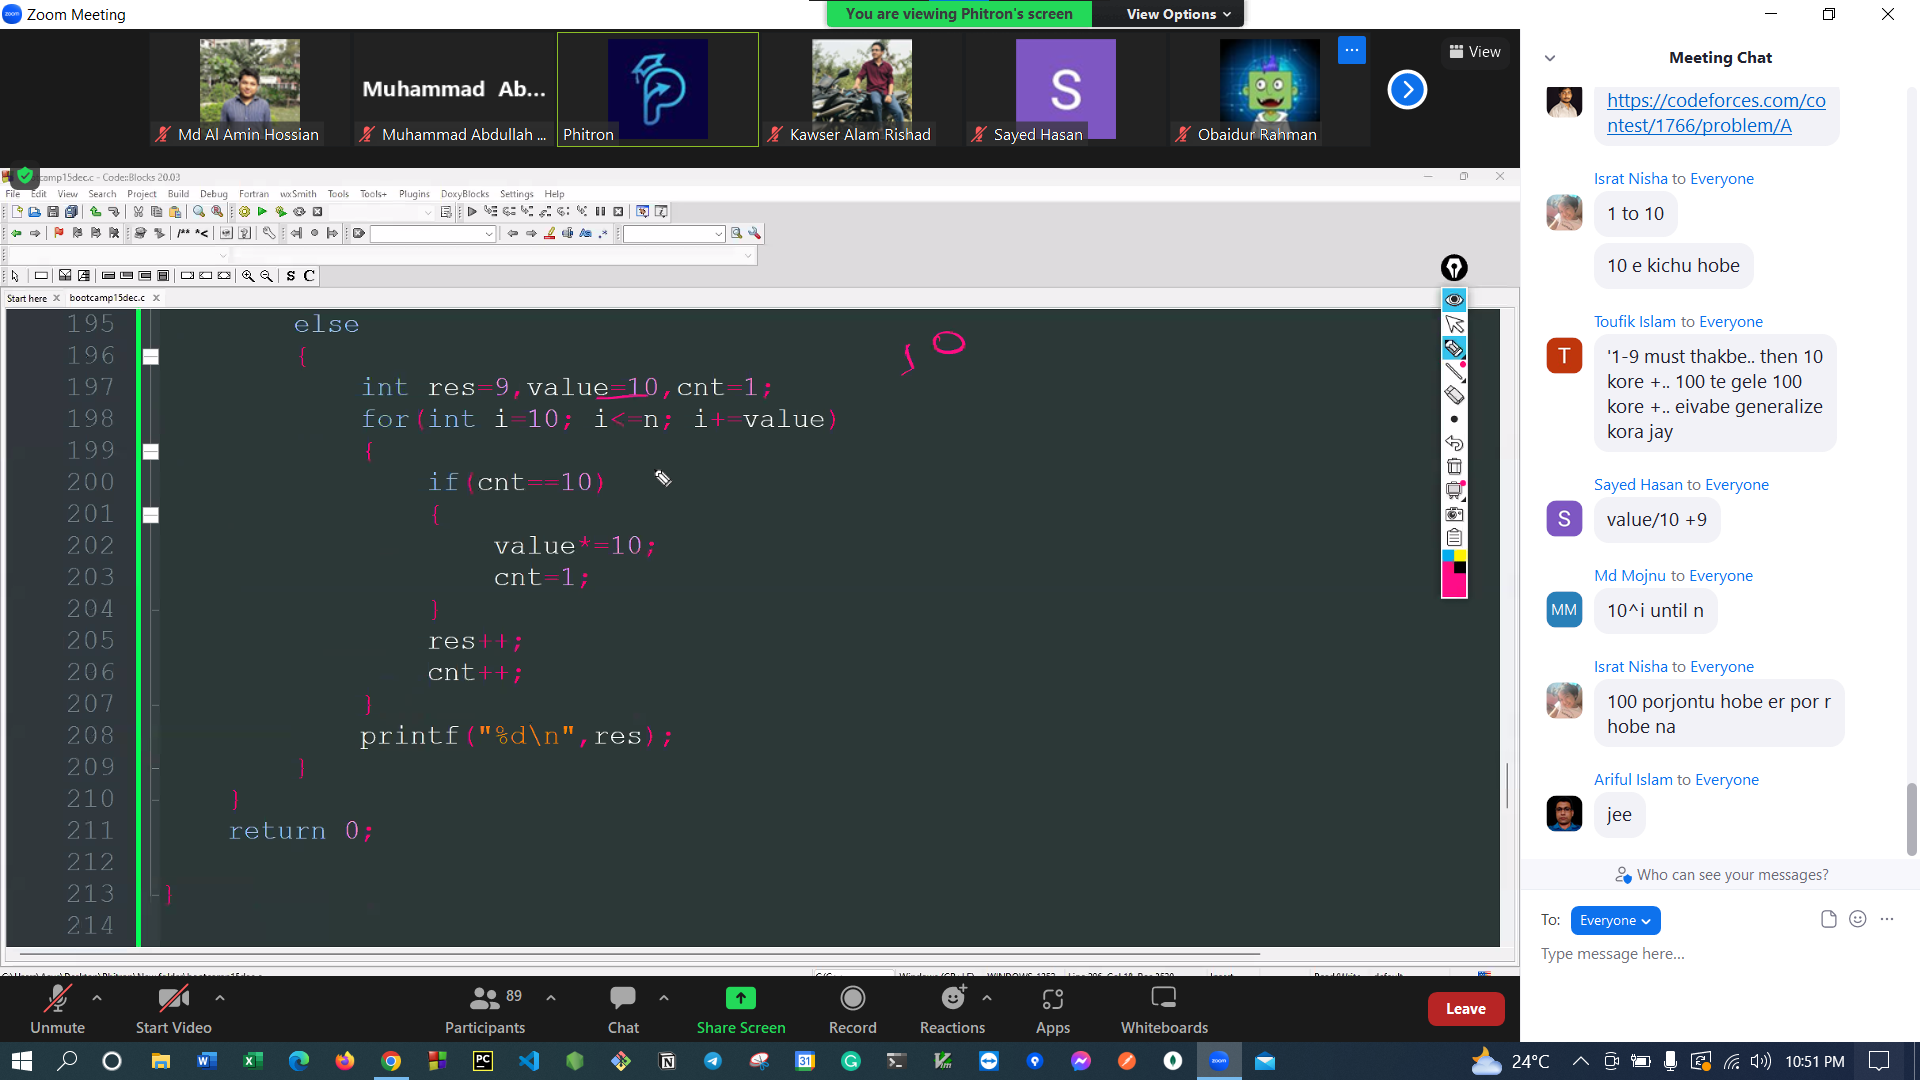 Zoom Meeting
You are viewing Phitron's screen
View Options
View
Muhammad Ab...
S
Md Al Amin Hossian
Muhammad Abdullah ...
Phitron
Kawser Alam Rishad
Sayed Hasan
Obaidur Rahman
camp15dec.c - Code::Blocks 20.03
File Edit View Search Project Build Debug Fortran wxSmith Tools Tools+ Plugins DoxyBlocks Settings Help
Start here
bootcamp15dec.c
10
195 else
196 {
197 int res=9,value=10,cnt=1;
198 for(int i=10; i<=n; i+=value)
199 {
200 if(cnt==10)
201 {
202 value*=10;
203 cnt=1;
204 }
205 res++;
206 cnt++;
207 }
208 printf("%d\n",res);
209 }
210 }
211 return 0;
212
213 }
214
Meeting Chat
https://codeforces.com/co
ntest/1766/problem/A
Israt Nisha to Everyone
1 to 10
10 e kichu hobe
Toufik Islam to Everyone
T
'1-9 must thakbe.. then 10
kore +.. 100 te gele 100
kore +.. eivabe generalize
kora jay
Sayed Hasan to Everyone
S
value/10 +9
Md Mojnu to Everyone
MM
10^i until n
Israt Nisha to Everyone
100 porjontu hobe er por r
hobe na
Ariful Islam to Everyone
jee
Who can see your messages?
To: Everyone
Type message here...
Unmute
Start Video
Participants
89
Chat
Share Screen
Record
Reactions
Apps
Whiteboards
Leave
24°C
10:51 PM